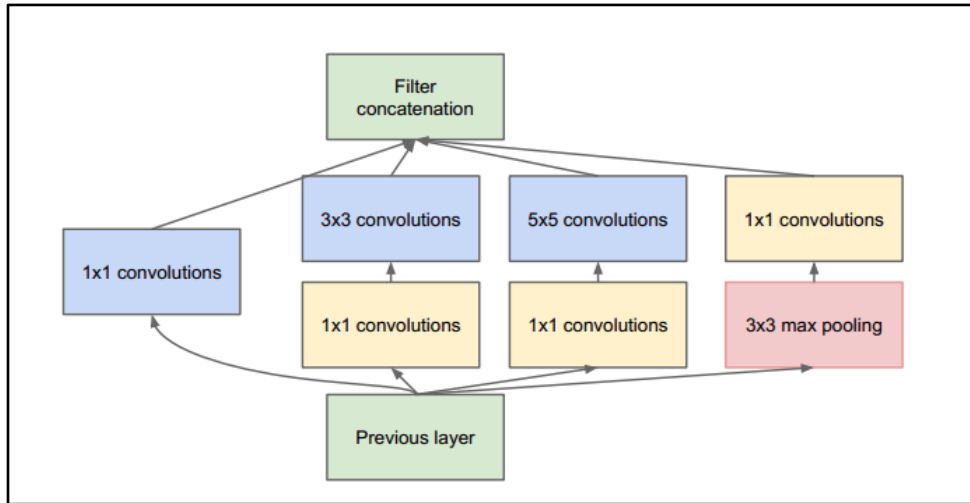 Filter
concatenation
3x3 convolutions
5x5 convolutions
1x1 convolutions
1x1 convolutions
1x1 convolutions
1x1 convolutions
3x3 max pooling
Previous layer